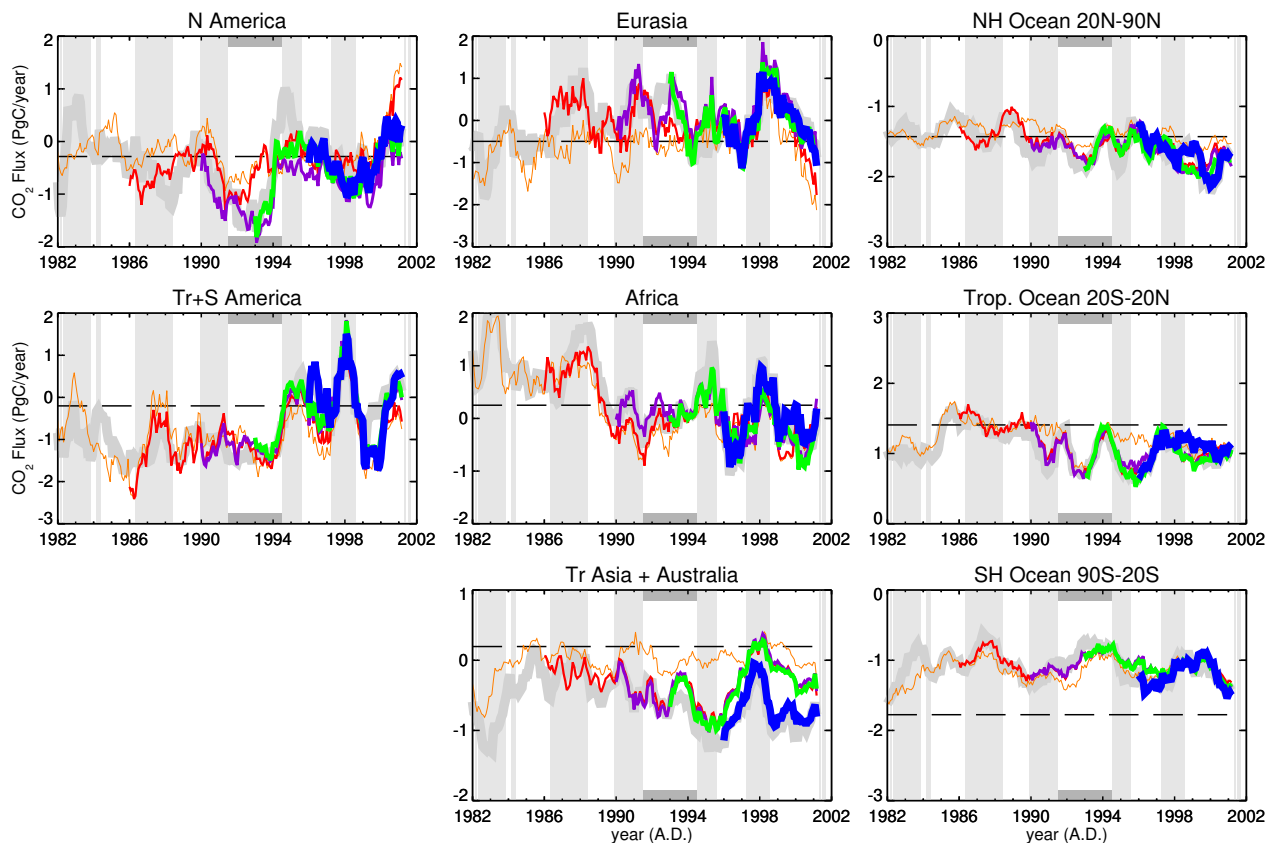 N America
Eurasia
NH Ocean 20N-90N
CO2 Flux (PgC/year)
2
1
0
-1
-2
1982 1986 1990 1994 1998 2002
2
1
0
-1
-2
-3
1982 1986 1990 1994 1998 2002
0
-1
-2
-3
1982 1986 1990 1994 1998 2002
Tr+S America
Africa
Trop. Ocean 20S-20N
CO2 Flux (PgC/year)
2
1
0
-1
-2
-3
1982 1986 1990 1994 1998 2002
2
1
0
-1
-2
1982 1986 1990 1994 1998 2002
3
2
1
0
1982 1986 1990 1994 1998 2002
Tr Asia + Australia
SH Ocean 90S-20S
1
0
-1
-2
1982 1986 1990 1994 1998 2002
year (A.D.)
0
-1
-2
-3
1982 1986 1990 1994 1998 2002
year (A.D.)